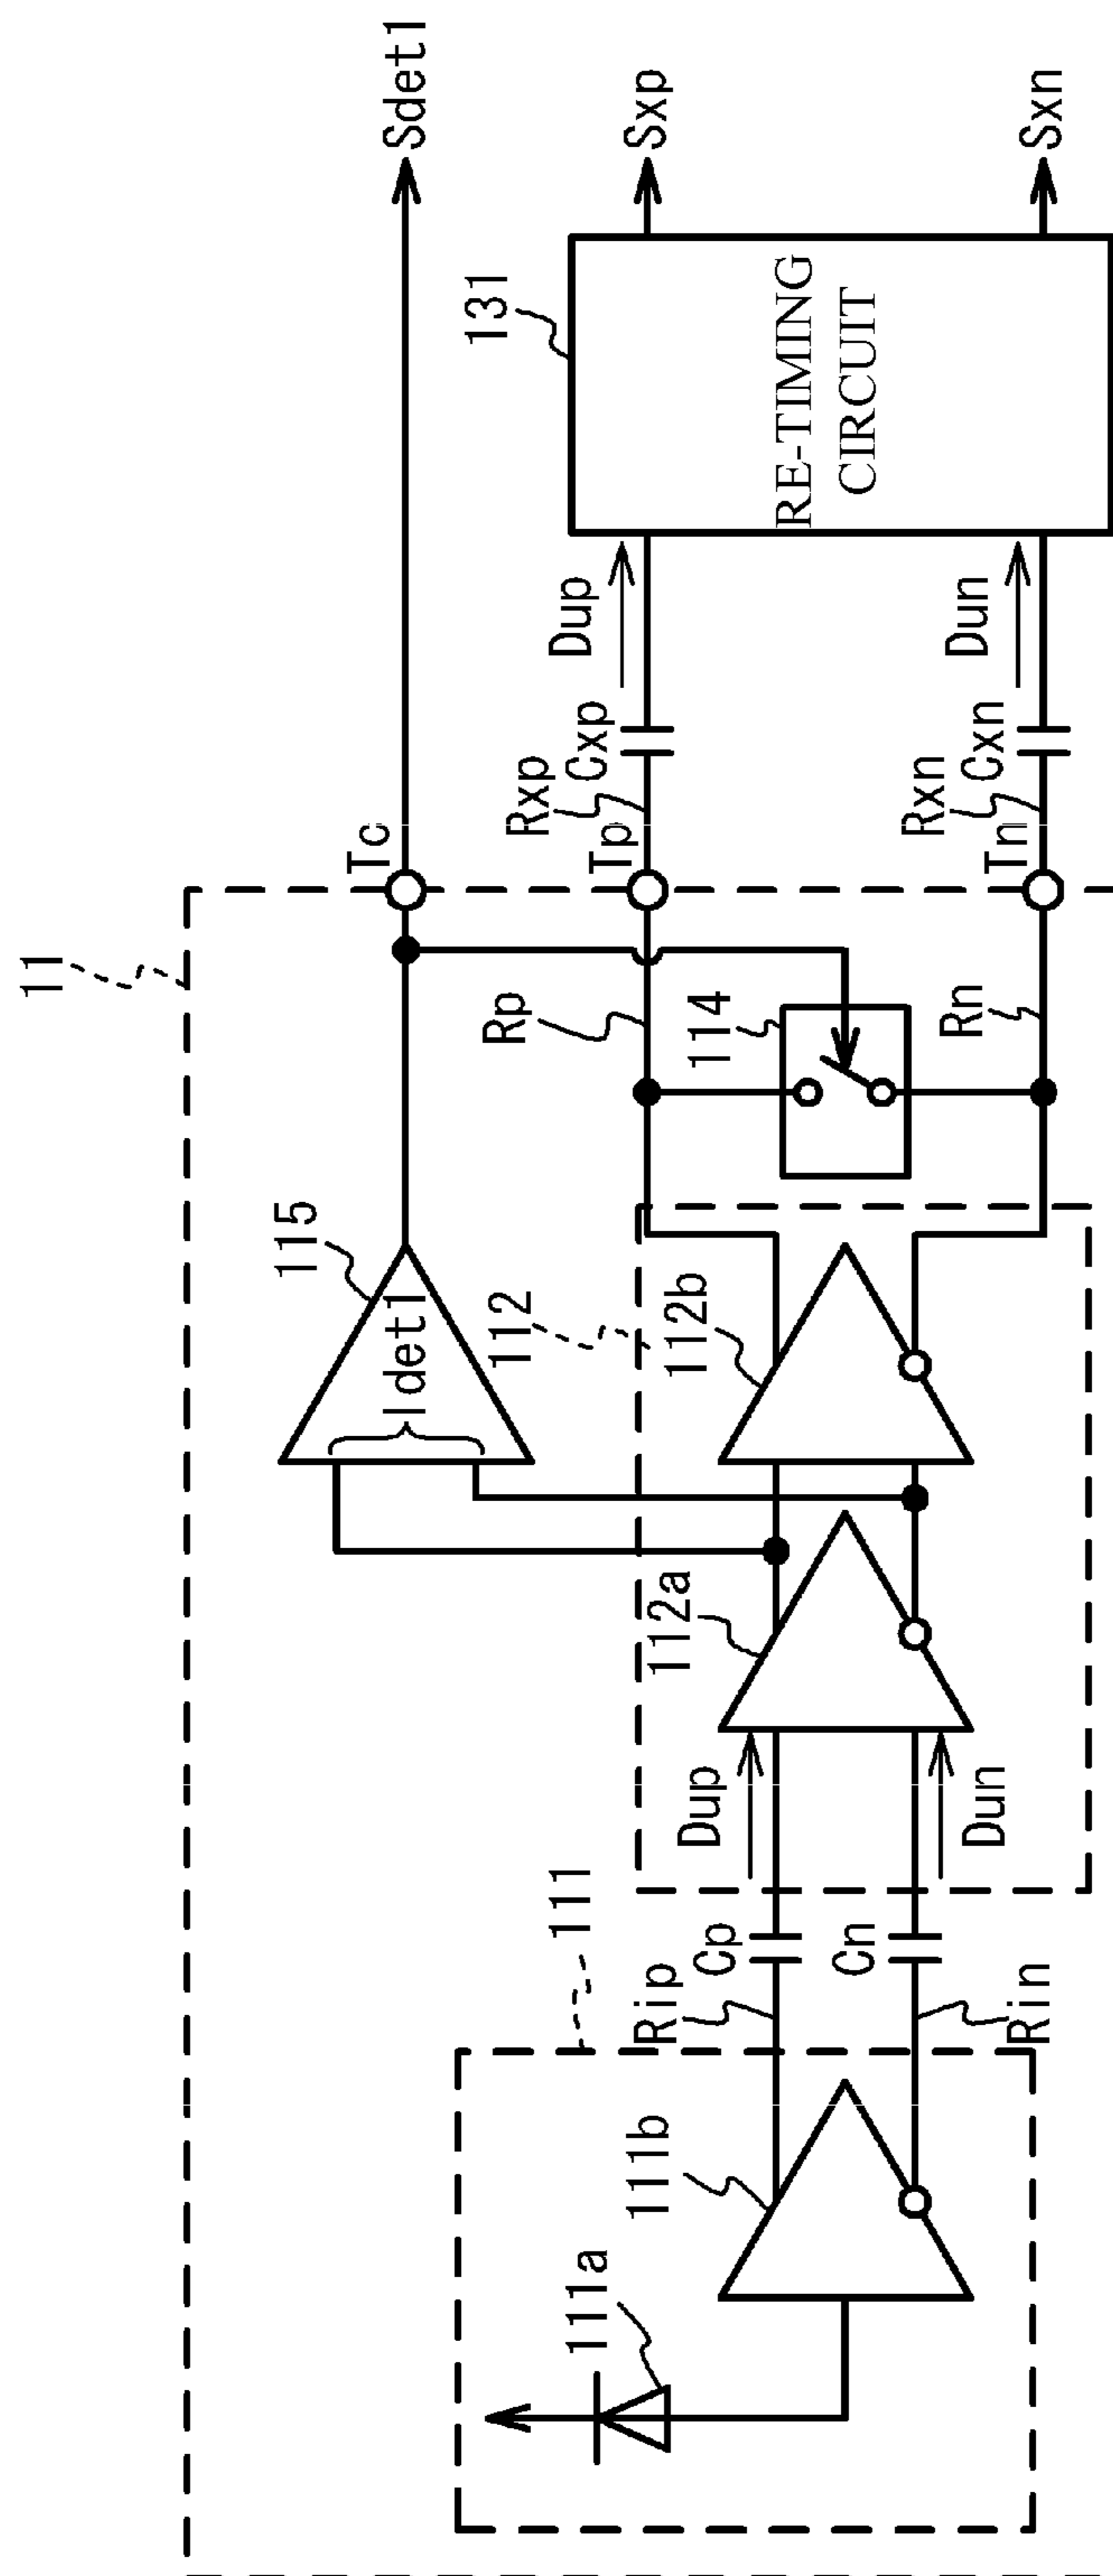 11
Tc
Sdet1
115
Idet1
131
Rp
Tp
Rxp
Cxp
Dup
Sxp
RE-TIMING
CIRCUIT
114
Rn
Tn
Rxn
Cxn
Dun
Sxn
112
112b
112a
Dup
Dun
111
Cp
Rip
Cn
Rin
111b
111a